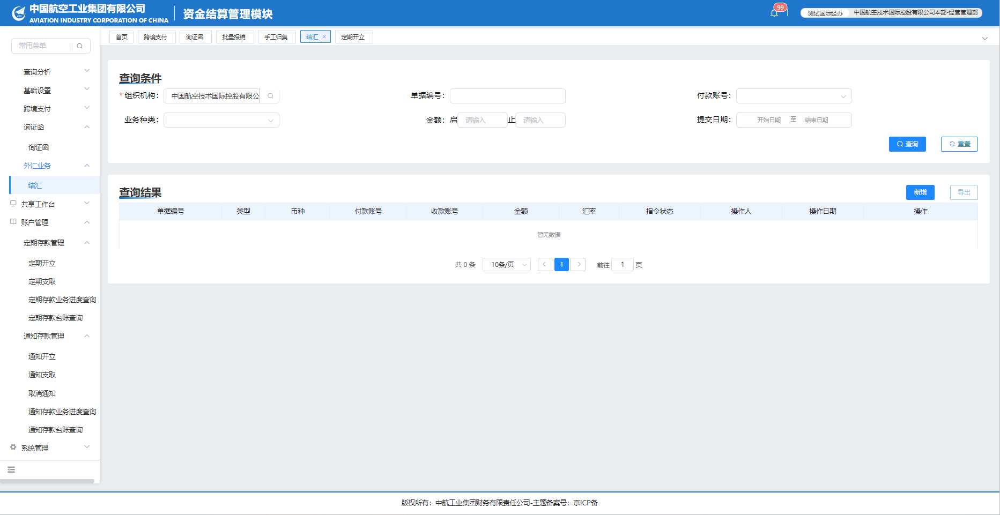 中国航空工业集团有限公司
AVIATION INDUSTRY CORPORATION OF CHINA
资金结算管理模块
99
测试国际经办
中国航空技术国际控股有限公司本部-经营管理部
常用菜单
首页
跨境支付
询证函
批量报销
手工归集
结汇
定期开立
查询分析
基础设置
跨境支付
询证函
询证函
外汇业务
结汇
共享工作台
账户管理
定期存款管理
定期开立
定期支取
定期存款业务进度查询
定期存款台账查询
通知存款管理
通知开立
通知支取
取消通知
通知存款业务进度查询
通知存款台账查询
系统管理
查询条件
* 组织机构： 中国航空技术国际控股有限公
单据编号：
付款账号：
业务种类：
金额： 启 请输入 止 请输入
提交日期： 开始日期 至 结束日期
查询
重置
查询结果
新增
导出
单据编号 类型 币种 付款账号 收款账号 金额 汇率 指令状态 操作人 操作日期 操作
暂无数据
共 0 条 10条/页 1 前往 1 页
版权所有：中航工业集团财务有限责任公司-主题备案号：京ICP备